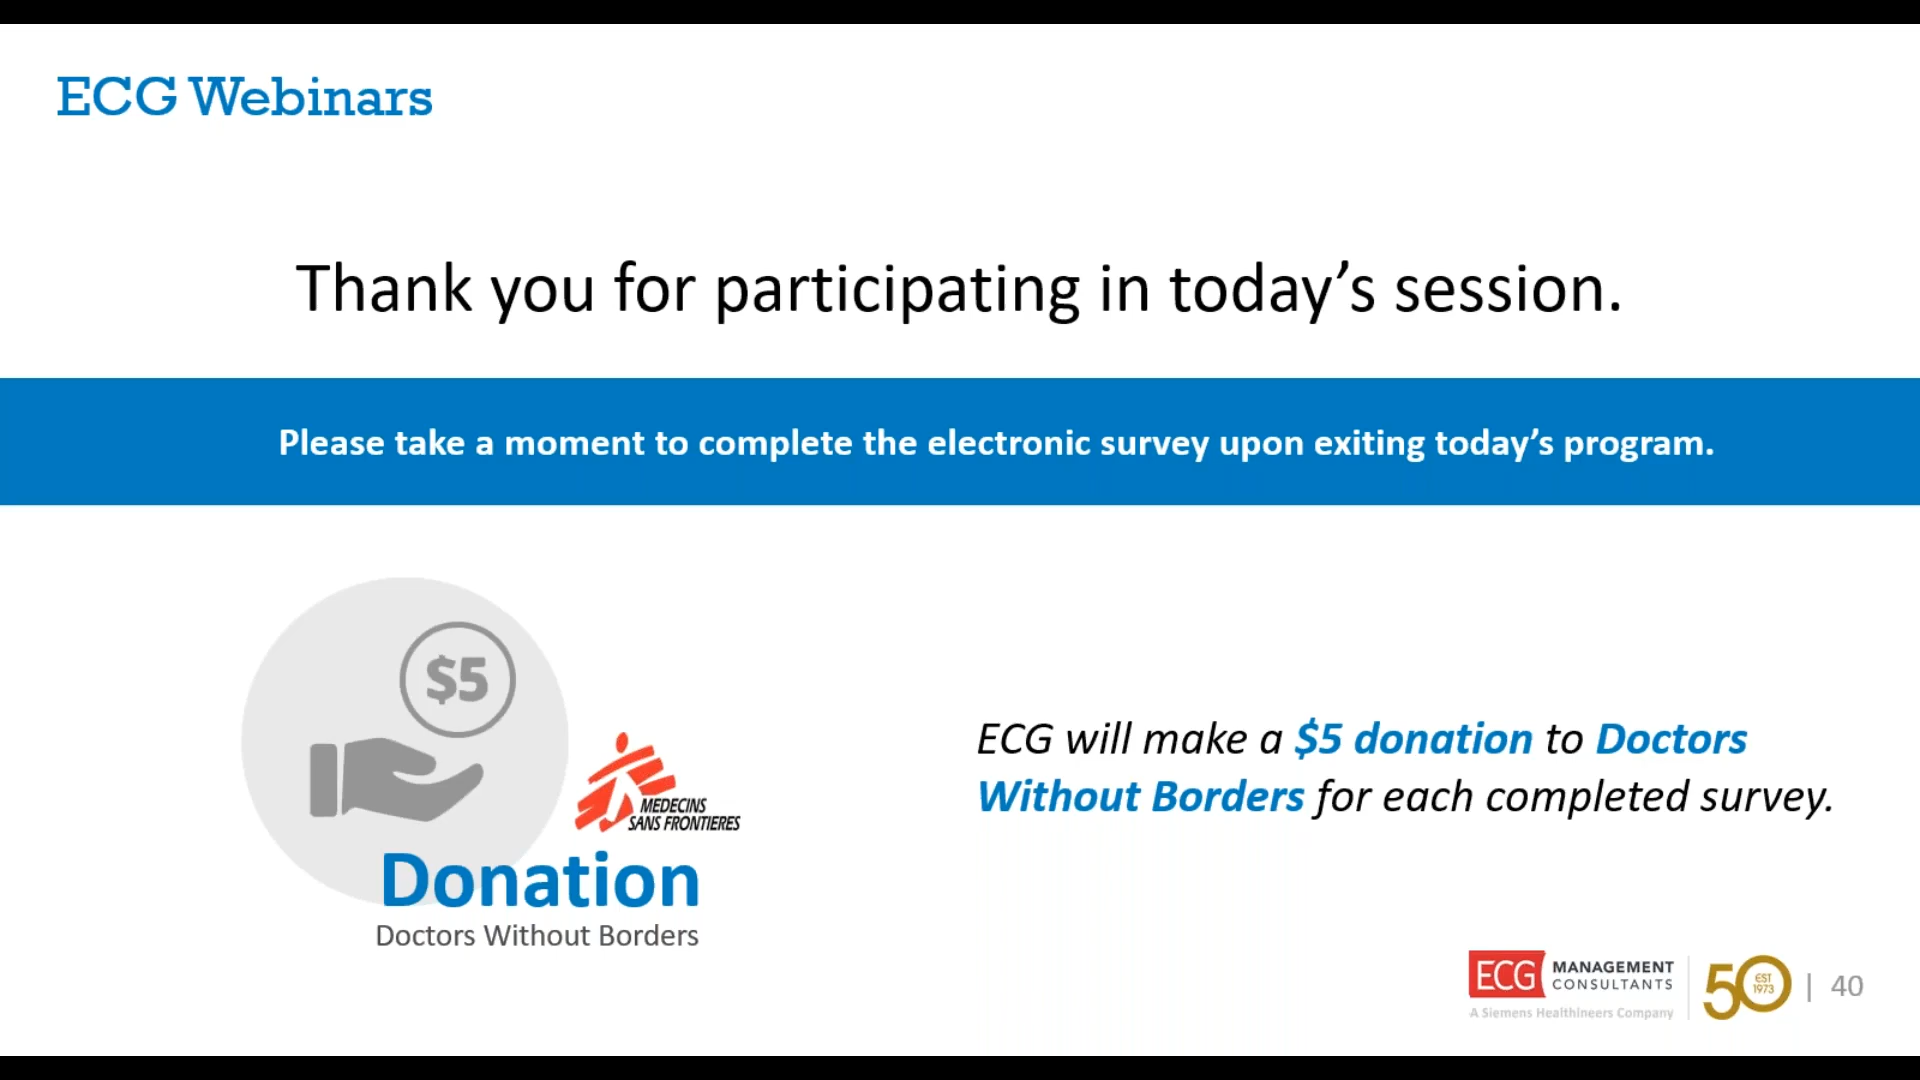 ECG Webinars
Thank you for participating in today’s session.
Please take a moment to complete the electronic survey upon exiting today’s program.
$5
MEDECINS
SANS FRONTIERES
Donation
Doctors Without Borders
ECG will make a $5 donation to Doctors
Without Borders for each completed survey.
ECG MANAGEMENT
CONSULTANTS
A Siemens Healthineers Company
50
EST
1973
| 40